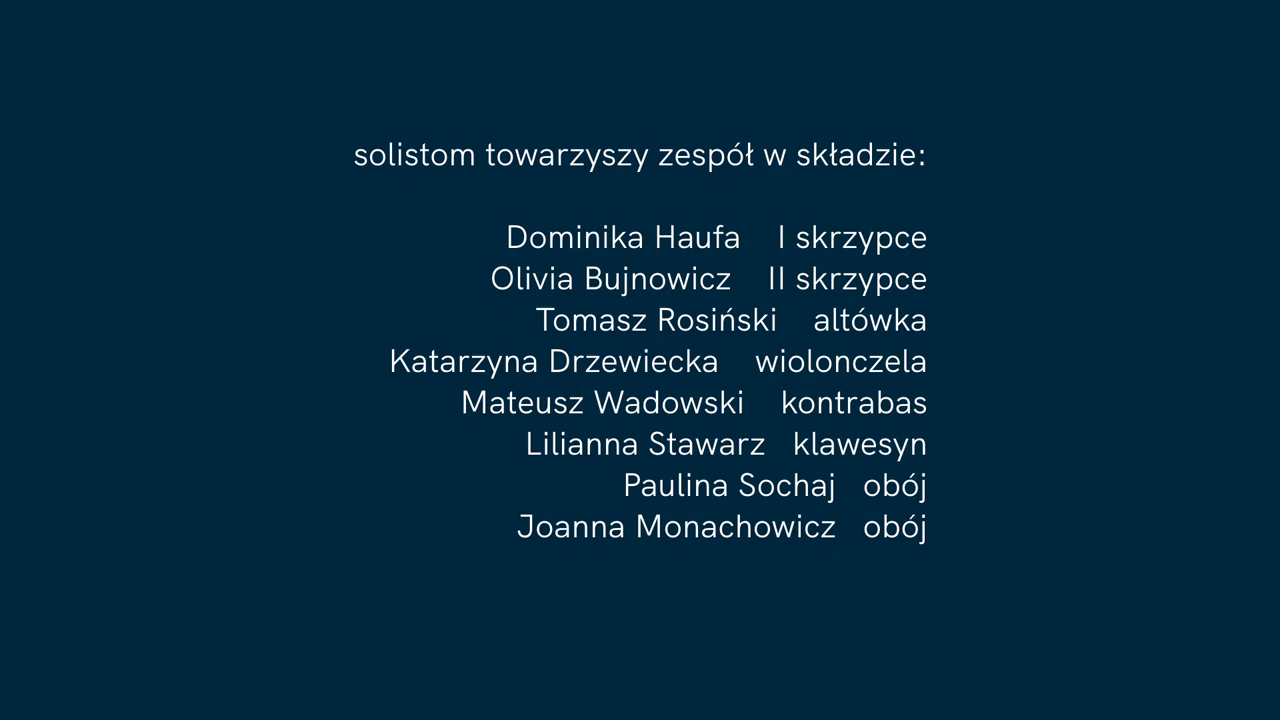 solistom towarzyszy zespół w składzie:
Dominika Haufa I skrzypce
Olivia Bujnowicz II skrzypce
Tomasz Rosiński altówka
Katarzyna Drzewiecka wiolonczela
Mateusz Wadowski kontrabas
Lilianna Stawarz klawesyn
Paulina Sochaj obój
Joanna Monachowicz obój